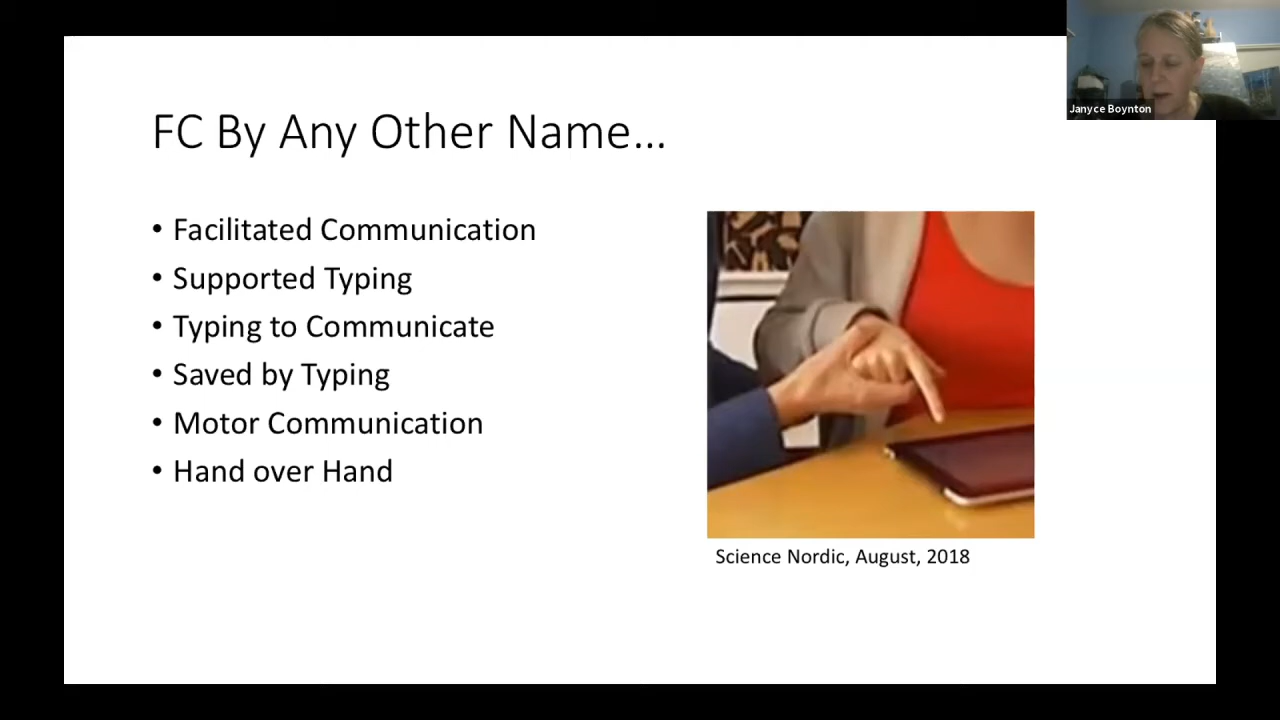 FC By Any Other Name...
• Facilitated Communication
• Supported Typing
• Typing to Communicate
• Saved by Typing
• Motor Communication
• Hand over Hand
Science Nordic, August, 2018
Janyce Boynton